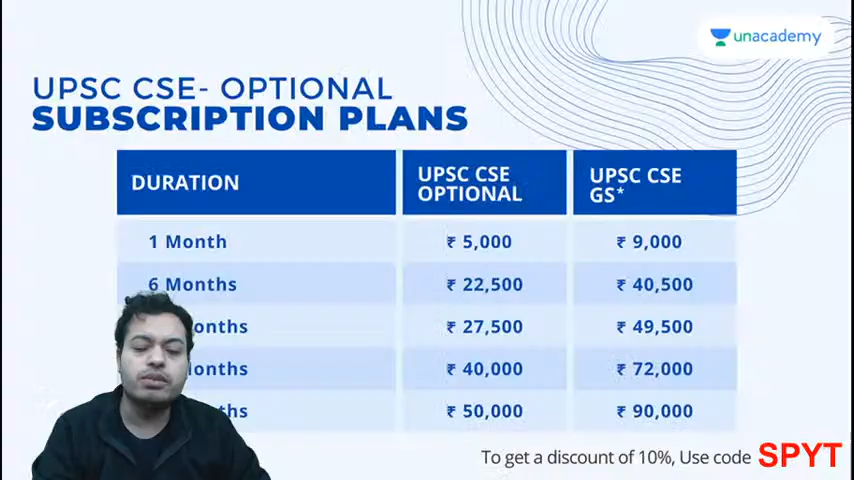 unacademy
UPSC CSE- OPTIONAL
SUBSCRIPTION PLANS
DURATION UPSC CSE OPTIONAL UPSC CSE GS*
1 Month ₹ 5,000 ₹ 9,000
6 Months ₹ 22,500 ₹ 40,500
₹ 27,500 ₹ 49,500
₹ 40,000 ₹ 72,000
₹ 50,000 ₹ 90,000
To get a discount of 10%, Use code SPYT